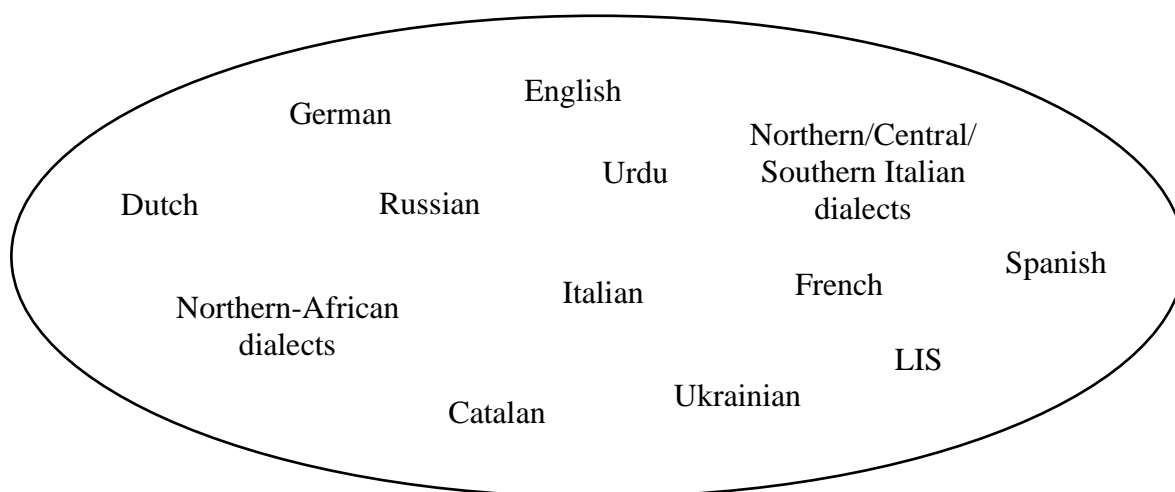 English
German
Northern/Central/
Southern Italian
dialects
Urdu
Dutch
Russian
Spanish
Italian
French
Northern-African
dialects
LIS
Ukrainian
Catalan